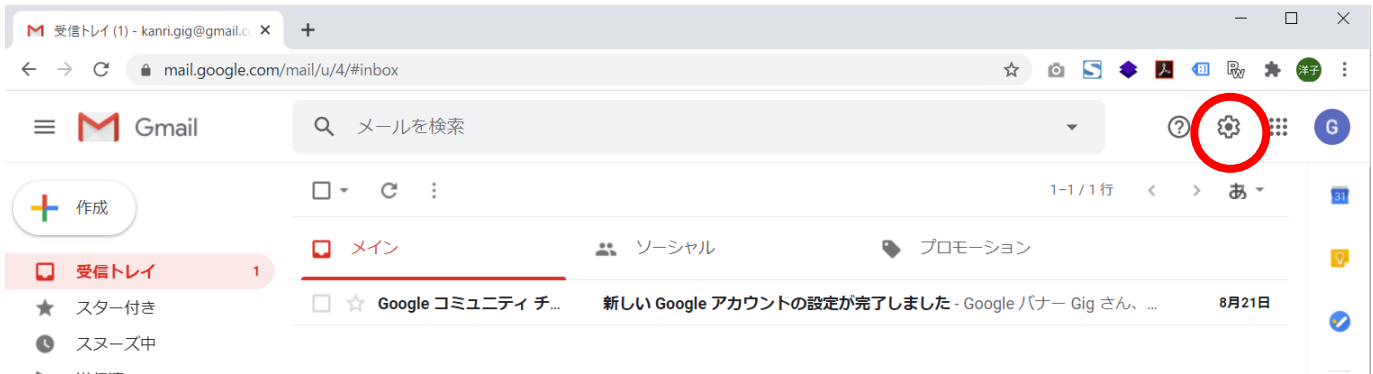 受信トレイ (1) - kanri.gig@gmail.c
mail.google.com/mail/u/4/#inbox
洋子
Gmail
メールを検索
G
作成
1–1 / 1 行
あ
31
メイン
ソーシャル
プロモーション
受信トレイ 1
Google コミュニティ チ... 新しい Google アカウントの設定が完了しました - Google バナー Gig さん、... 8月21日
スター付き
スヌーズ中